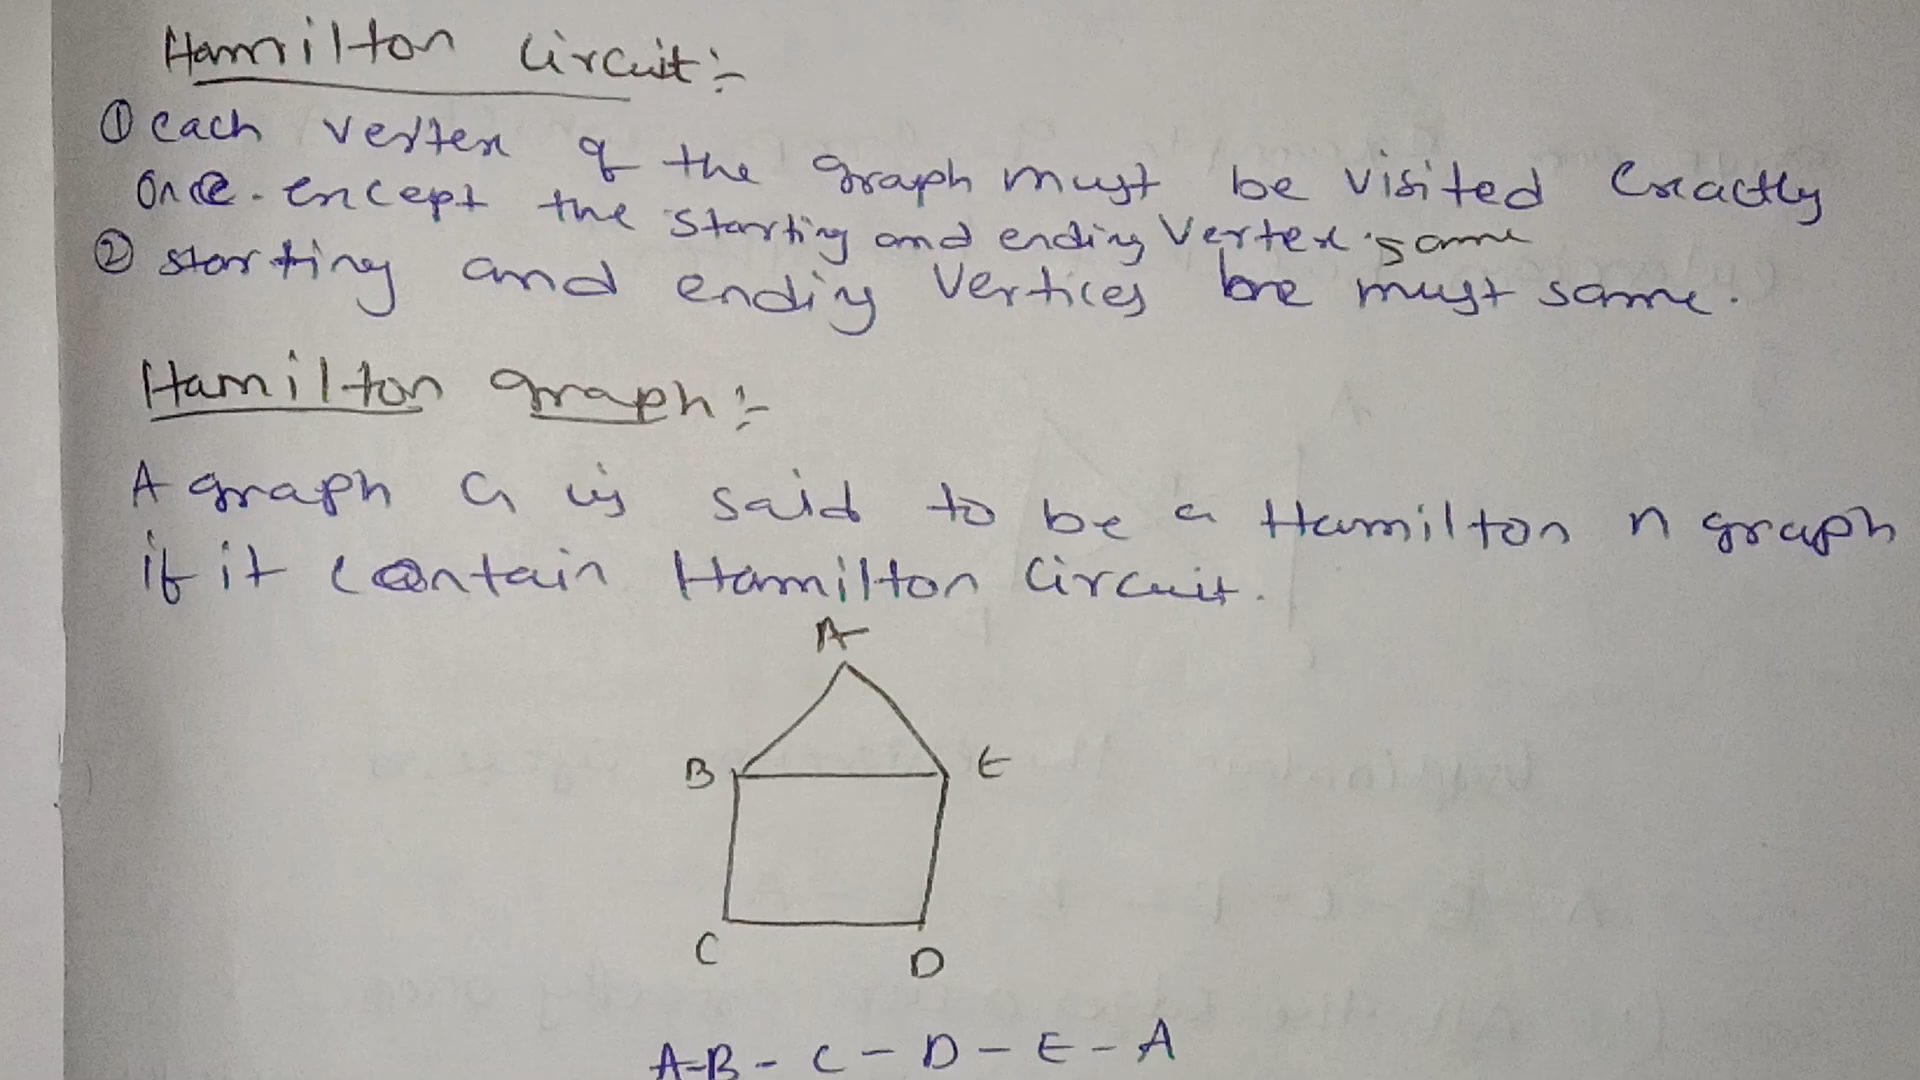 Hamilton Circuit:-
① each vertex of the graph must be visited exactly
once. except the starting and ending vertex same
② starting and ending vertices be must same.
Hamilton graph:-
A graph G is said to be a Hamilton n graph
if it contain Hamilton Circuit.
A
B E
C D
A-B-C-D-E-A